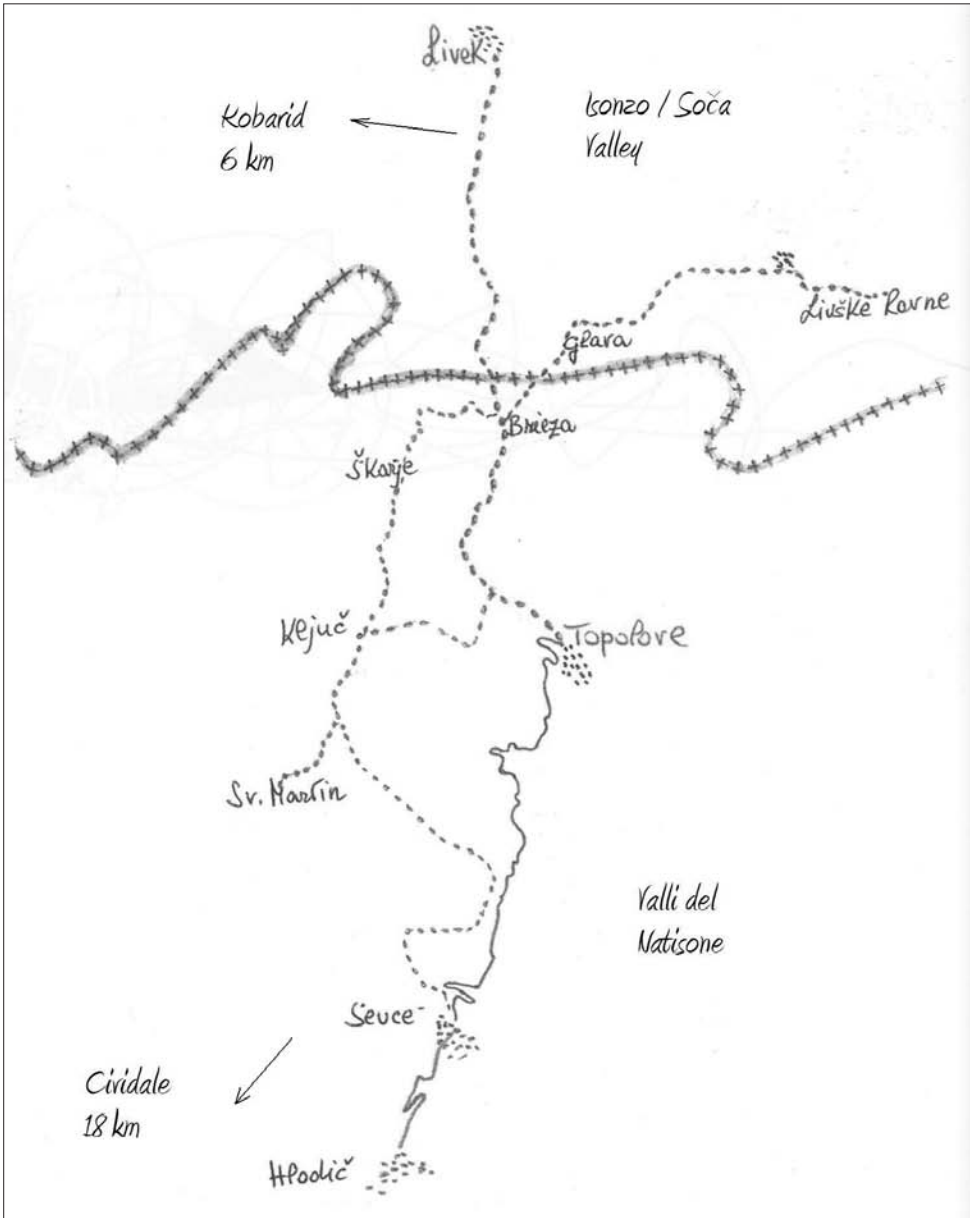 Livek
Kobarid
6 km
Isonzo / Soča
Valley
Livške Ravne
Glava
Brieza
Škarje
Kejuč
Topolove
Sv. Martin
Valli del
Natisone
Seuce
Cividale
18 km
Hlodič